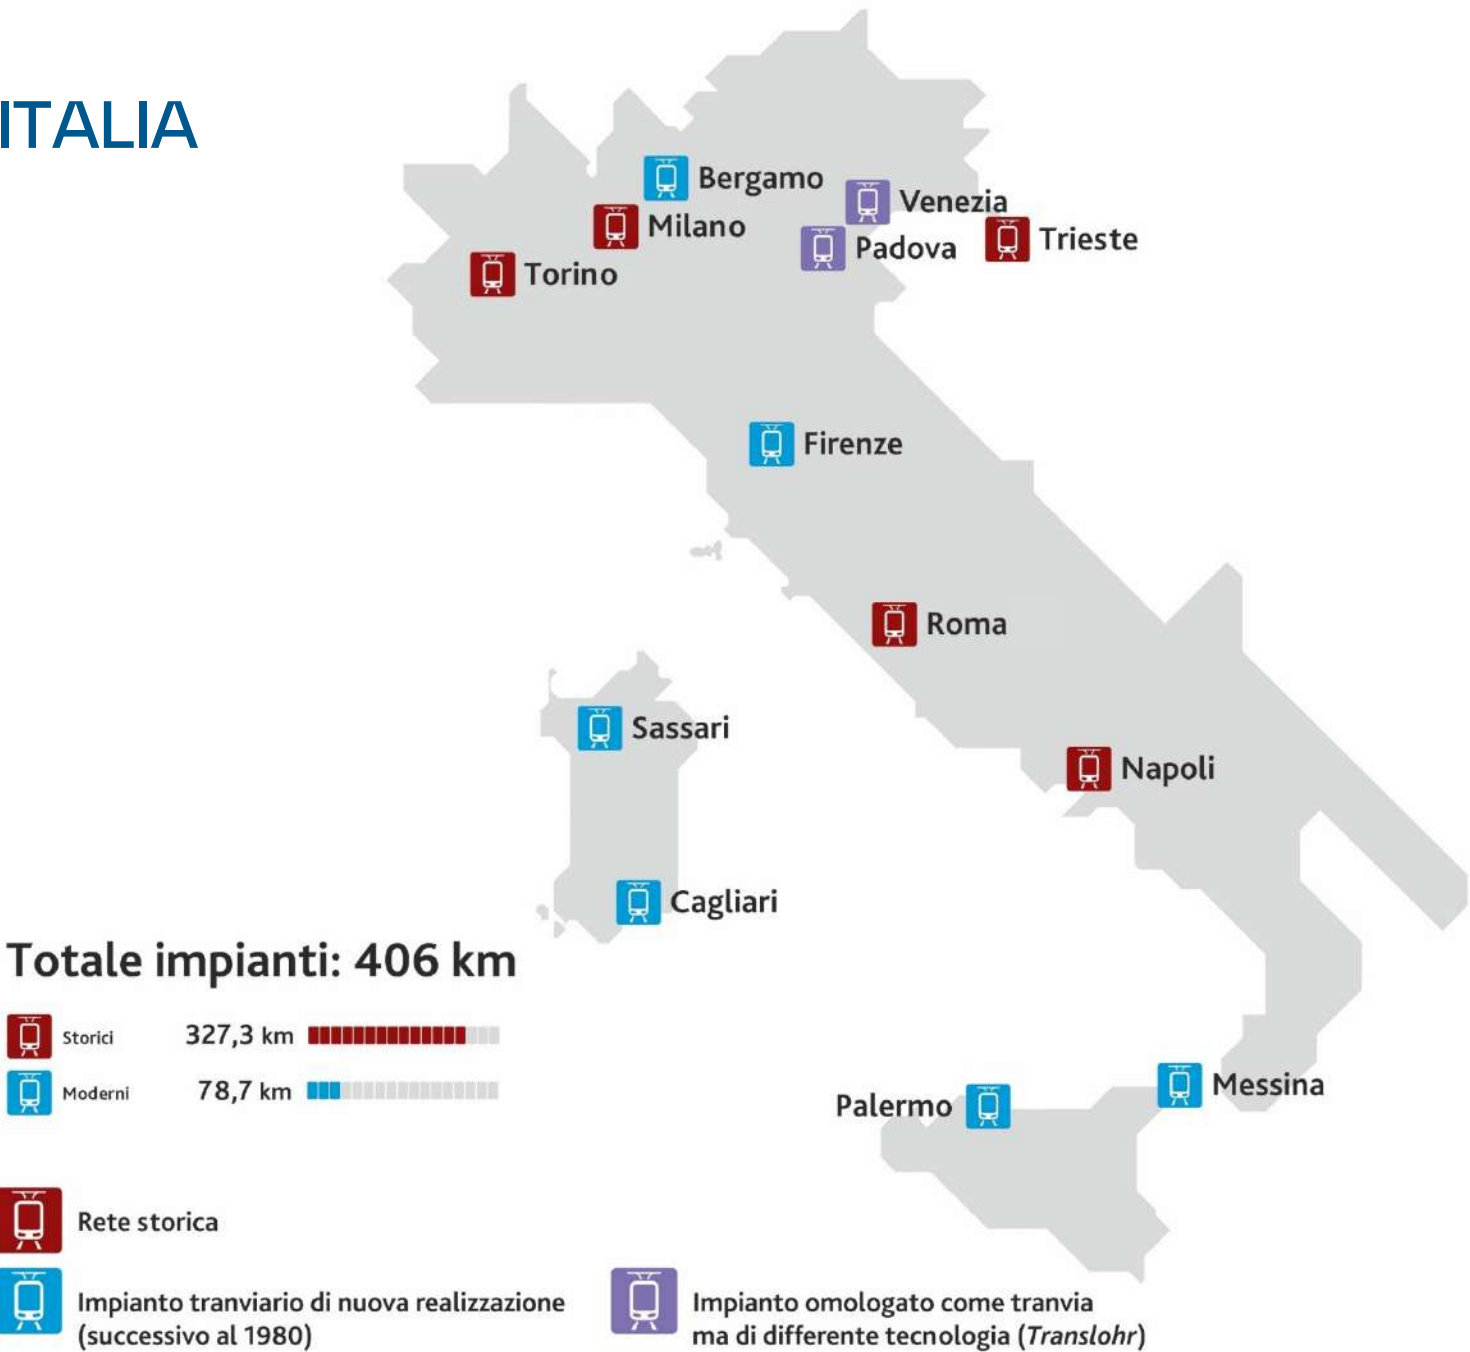 ITALIA
Bergamo
Venezia
Milano
Trieste
Padova
Torino
Firenze
Roma
Sassari
Napoli
Cagliari
Totale impianti: 406 km
Storici 327,3 km
Moderni 78,7 km
Messina
Palermo
Rete storica
Impianto tranviario di nuova realizzazione
(successivo al 1980)
Impianto omologato come tranvia
ma di differente tecnologia (Translohr)